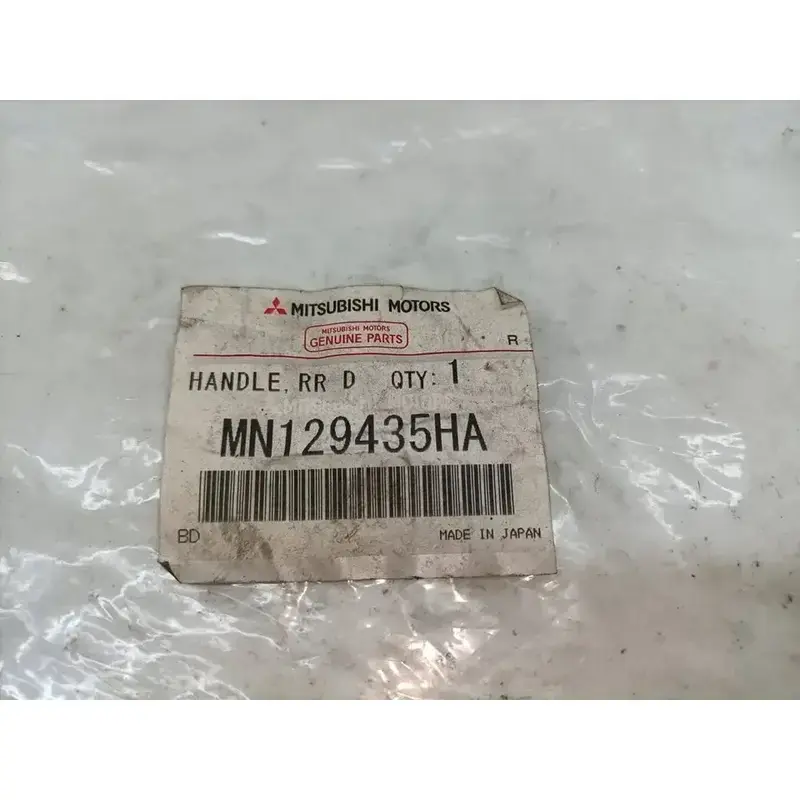 MITSUBISHI MOTORS
MITSUBISHI MOTORS
GENUINE PARTS
R
HANDLE, RR D QTY: 1
MN129435HA
BD MADE IN JAPAN